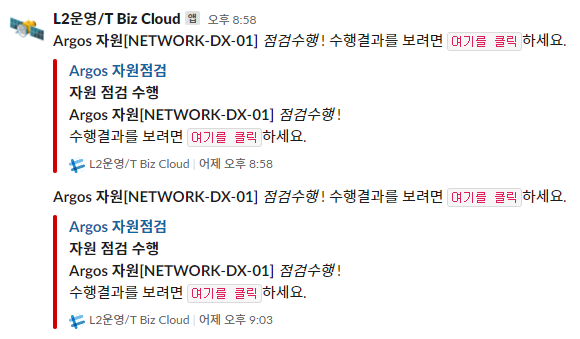 L2운영/T Biz Cloud 앱 오후 8:58
Argos 자원[NETWORK-DX-01] 점검수행! 수행결과를 보려면 여기를 클릭하세요.
Argos 자원점검
자원 점검 수행
Argos 자원[NETWORK-DX-01] 점검수행!
수행결과를 보려면 여기를 클릭하세요.
L2운영/T Biz Cloud | 어제 오후 8:58
Argos 자원[NETWORK-DX-01] 점검수행! 수행결과를 보려면 여기를 클릭하세요.
Argos 자원점검
자원 점검 수행
Argos 자원[NETWORK-DX-01] 점검수행!
수행결과를 보려면 여기를 클릭하세요.
L2운영/T Biz Cloud | 어제 오후 9:03